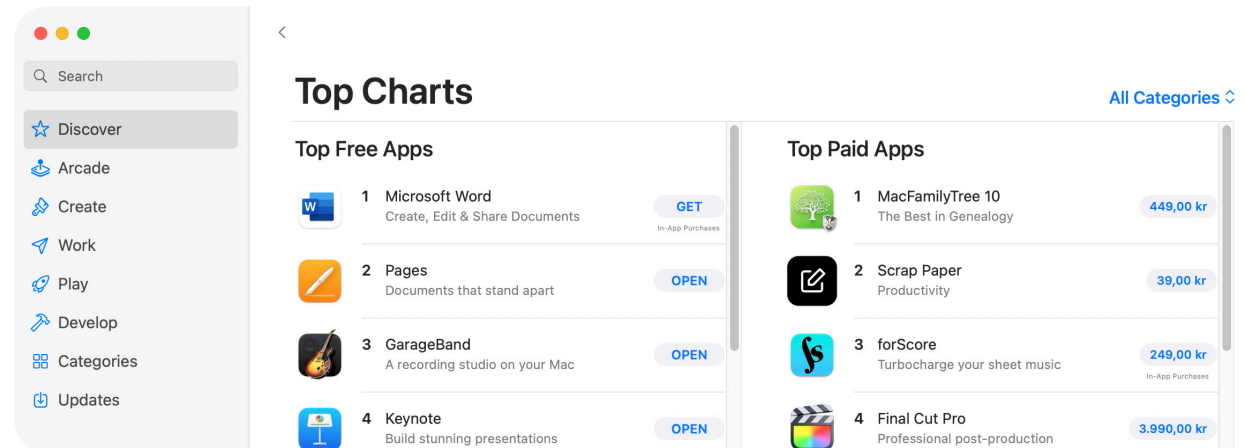 Search
Discover
Arcade
Create
Work
Play
Develop
Categories
Updates
Top Charts
All Categories
Top Free Apps
W
1 Microsoft Word
Create, Edit & Share Documents
GET
In-App Purchases
2 Pages
Documents that stand apart
OPEN
3 GarageBand
A recording studio on your Mac
OPEN
4 Keynote
Build stunning presentations
OPEN
Top Paid Apps
1 MacFamilyTree 10
The Best in Genealogy
449,00 kr
2 Scrap Paper
Productivity
39,00 kr
3 forScore
Turbocharge your sheet music
249,00 kr
In-App Purchases
4 Final Cut Pro
Professional post-production
3.990,00 kr